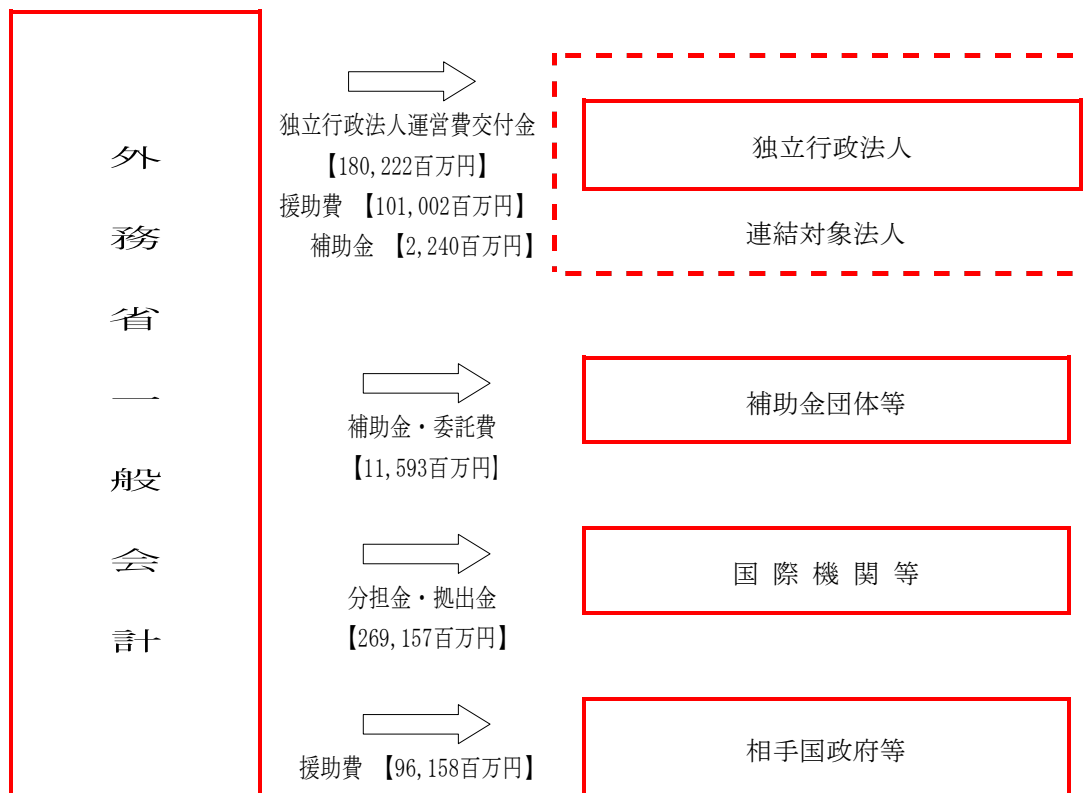 外務省一般会計
独立行政法人運営費交付金
【180,222百万円】
援助費 【101,002百万円】
補助金 【2,240百万円】
独立行政法人
連結対象法人
補助金・委託費
【11,593百万円】
補助金団体等
分担金・拠出金
【269,157百万円】
国際機関等
援助費 【96,158百万円】
相手国政府等